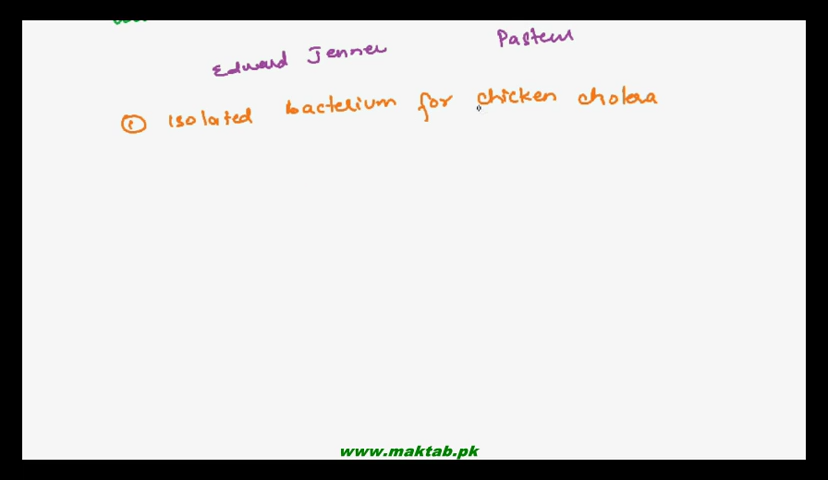 Edward Jenner Pasteur
① Isolated bacterium for chicken cholera
www.maktab.pk